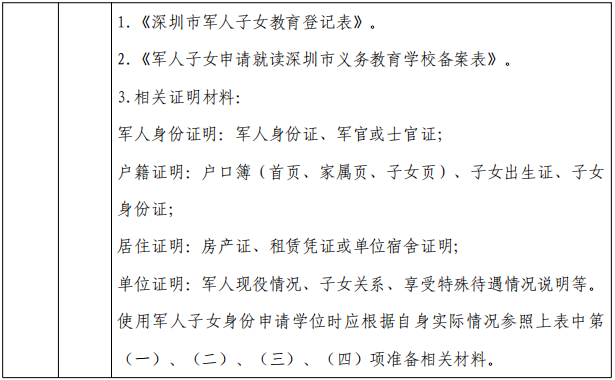 1.《深圳市军人子女教育登记表》。
2.《军人子女申请就读深圳市义务教育学校备案表》。
3.相关证明材料：
军人身份证明：军人身份证、军官或士官证；
户籍证明：户口簿（首页、家属页、子女页）、子女出生证、子女
身份证；
居住证明：房产证、租赁凭证或单位宿舍证明；
单位证明：军人现役情况、子女关系、享受特殊待遇情况说明等。
使用军人子女身份申请学位时应根据自身实际情况参照上表中第
（一）、（二）、（三）、（四）项准备相关材料。